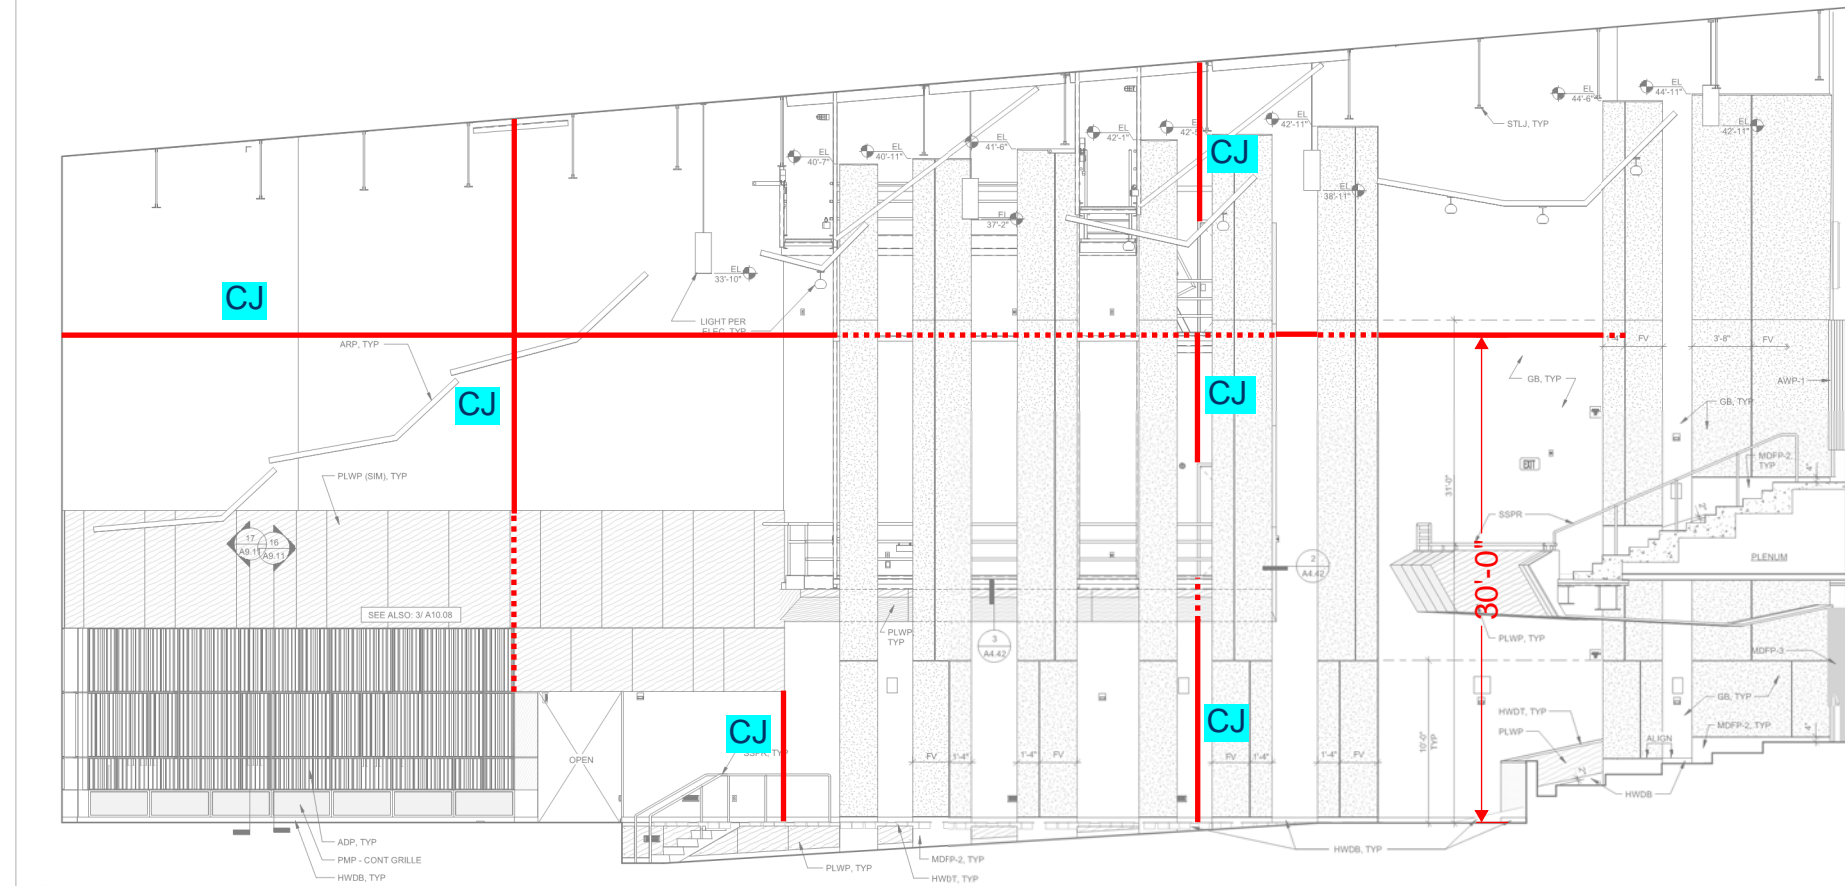 EL
44'-6"
EL
44'-11"
EL
42'-11"
STLJ, TYP
EL
42'-11"
EL
42'-1"
EL
EL
41'-6"
EL
40'-11"
EL
40'-7"
CJ
EL
38'-11"
EL
37'-2"
EL
33'-10"
CJ
LIGHT PER
ELEC, TYP
ARP, TYP
1'-4"
FV
3'-8"
FV
GB, TYP
AWP-1
CJ
CJ
GB, TYP
MDFP-2,
TYP
4"
PLWP (SIM), TYP
EXIT
31'-0"
SSPR
17
A9.11
16
A9.11
2
A4.42
PLENUM
30'-0"
SEE ALSO: 3/ A10.08
PLWP,
TYP
3
A4.42
PLWP, TYP
MDFP-3
GB, TYP
HWDT, TYP
MDFP-2, TYP
4"
PLWP
ALIGN
CJ
CJ
SSPR, TYP
10'-0"
TYP
OPEN
FV
1'-4"
1'-4"
FV
FV
1'-4"
1'-4"
FV
HWDB
ADP, TYP
PMP - CONT GRILLE
HWDB, TYP
PLWP, TYP
MDFP-2, TYP
HWDT, TYP
HWDB, TYP